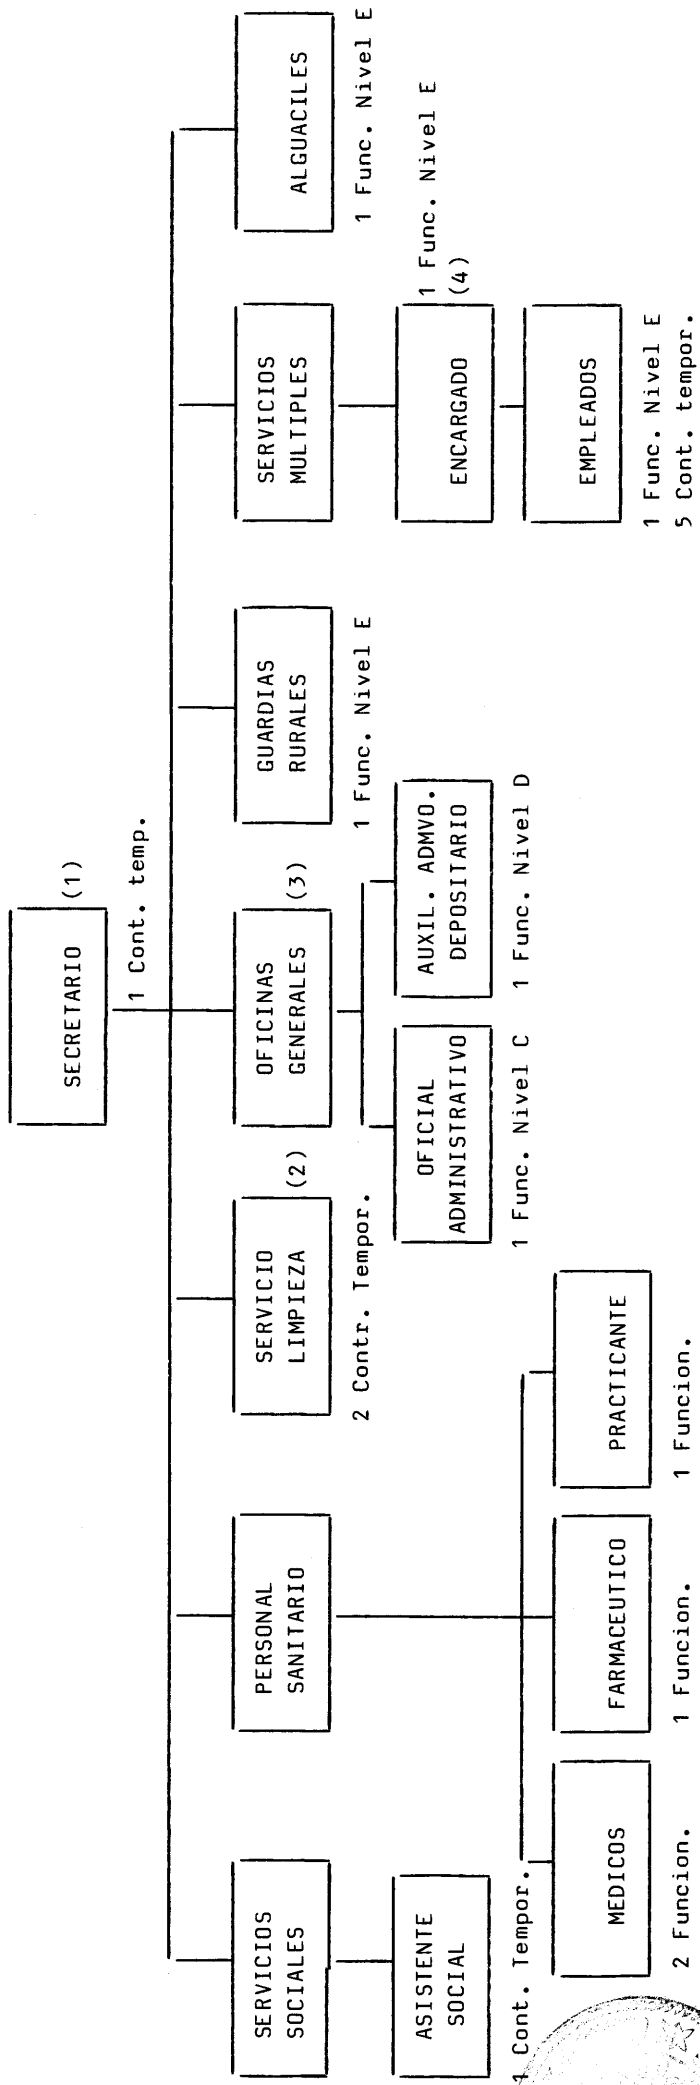 SECRETARIO
(1)
1 Cont. temp.
SERVICIOS
SOCIALES
ASISTENTE
SOCIAL
1 Cont. Tempor.
PERSONAL
SANITARIO
MEDICOS
2 Funcion.
FARMACEUTICO
1 Funcion.
PRACTICANTE
1 Funcion.
SERVICIO
LIMPIEZA
(2)
2 Contr. Tempor.
OFICINAS
GENERALES
(3)
OFICIAL
ADMINISTRATIVO
1 Func. Nivel C
AUXIL. ADMVO.
DEPOSITARIO
1 Func. Nivel D
GUARDIAS
RURALES
1 Func. Nivel E
SERVICIOS
MULTIPLES
ENCARGADO
1 Func. Nivel E
(4)
EMPLEADOS
1 Func. Nivel E
5 Cont. tempor.
ALGUACILES
1 Func. Nivel E